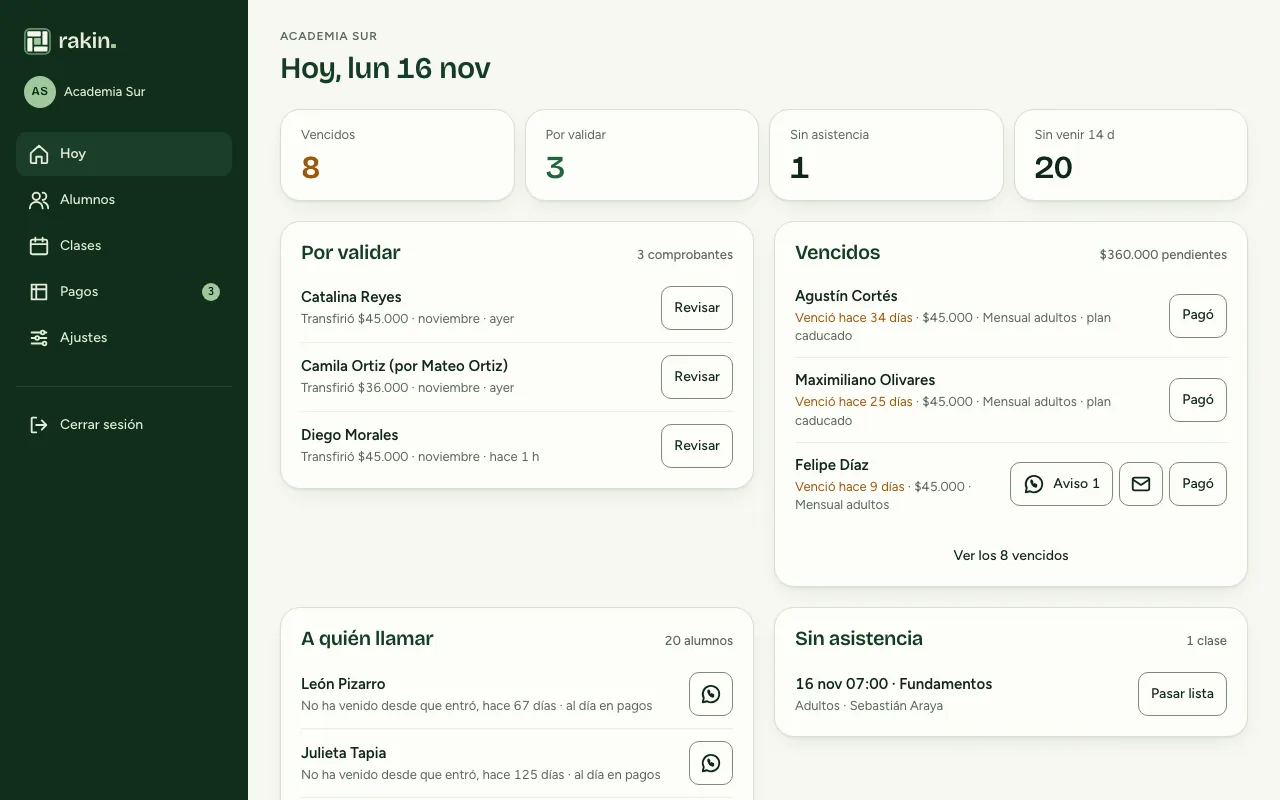 rakin.
AS Academia Sur
Hoy
Alumnos
Clases
Pagos 3
Ajustes
Cerrar sesión
ACADEMIA SUR
Hoy, lun 16 nov
Vencidos
8
Por validar
3
Sin asistencia
1
Sin venir 14 d
20
Por validar
3 comprobantes
Catalina Reyes
Transfirió $45.000 · noviembre · ayer
Revisar
Camila Ortiz (por Mateo Ortiz)
Transfirió $36.000 · noviembre · ayer
Revisar
Diego Morales
Transfirió $45.000 · noviembre · hace 1 h
Revisar
Vencidos
$360.000 pendientes
Agustín Cortés
Venció hace 34 días · $45.000 · Mensual adultos · plan
caducado
Pagó
Maximiliano Olivares
Venció hace 25 días · $45.000 · Mensual adultos · plan
caducado
Pagó
Felipe Díaz
Venció hace 9 días · $45.000 ·
Mensual adultos
Aviso 1
Pagó
Ver los 8 vencidos
A quién llamar
20 alumnos
León Pizarro
No ha venido desde que entró, hace 67 días · al día en pagos
Julieta Tapia
No ha venido desde que entró, hace 125 días · al día en pagos
Sin asistencia
1 clase
16 nov 07:00 · Fundamentos
Adultos · Sebastián Araya
Pasar lista